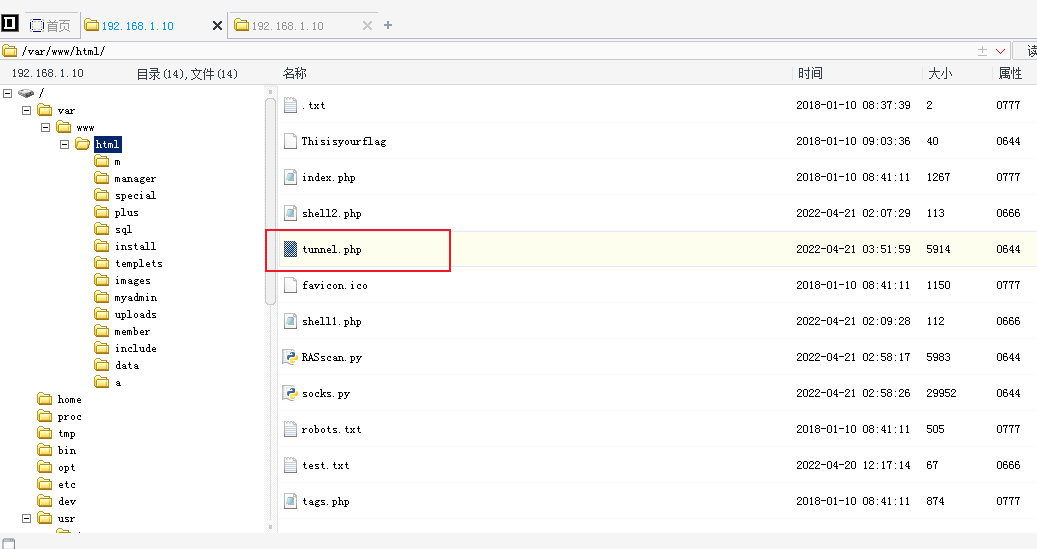 首页 192.168.1.10 192.168.1.10
/var/www/html/ 读
192.168.1.10 目录(14),文件(14) 名称 时间 大小 属性
/
var
www
html
m
manager
special
plus
sql
install
templets
images
myadmin
uploads
member
include
data
a
home
proc
tmp
bin
opt
etc
dev
usr
.txt 2018-01-10 08:37:39 2 0777
Thisisyourflag 2018-01-10 09:03:36 40 0644
index.php 2018-01-10 08:41:11 1267 0777
shell2.php 2022-04-21 02:07:29 113 0666
tunnel.php 2022-04-21 03:51:59 5914 0644
favicon.ico 2018-01-10 08:41:11 1150 0777
shell1.php 2022-04-21 02:09:28 112 0666
RASscan.py 2022-04-21 02:58:17 5983 0644
socks.py 2022-04-21 02:58:26 29952 0644
robots.txt 2018-01-10 08:41:11 505 0777
test.txt 2022-04-20 12:17:14 67 0666
tags.php 2018-01-10 08:41:11 874 0777